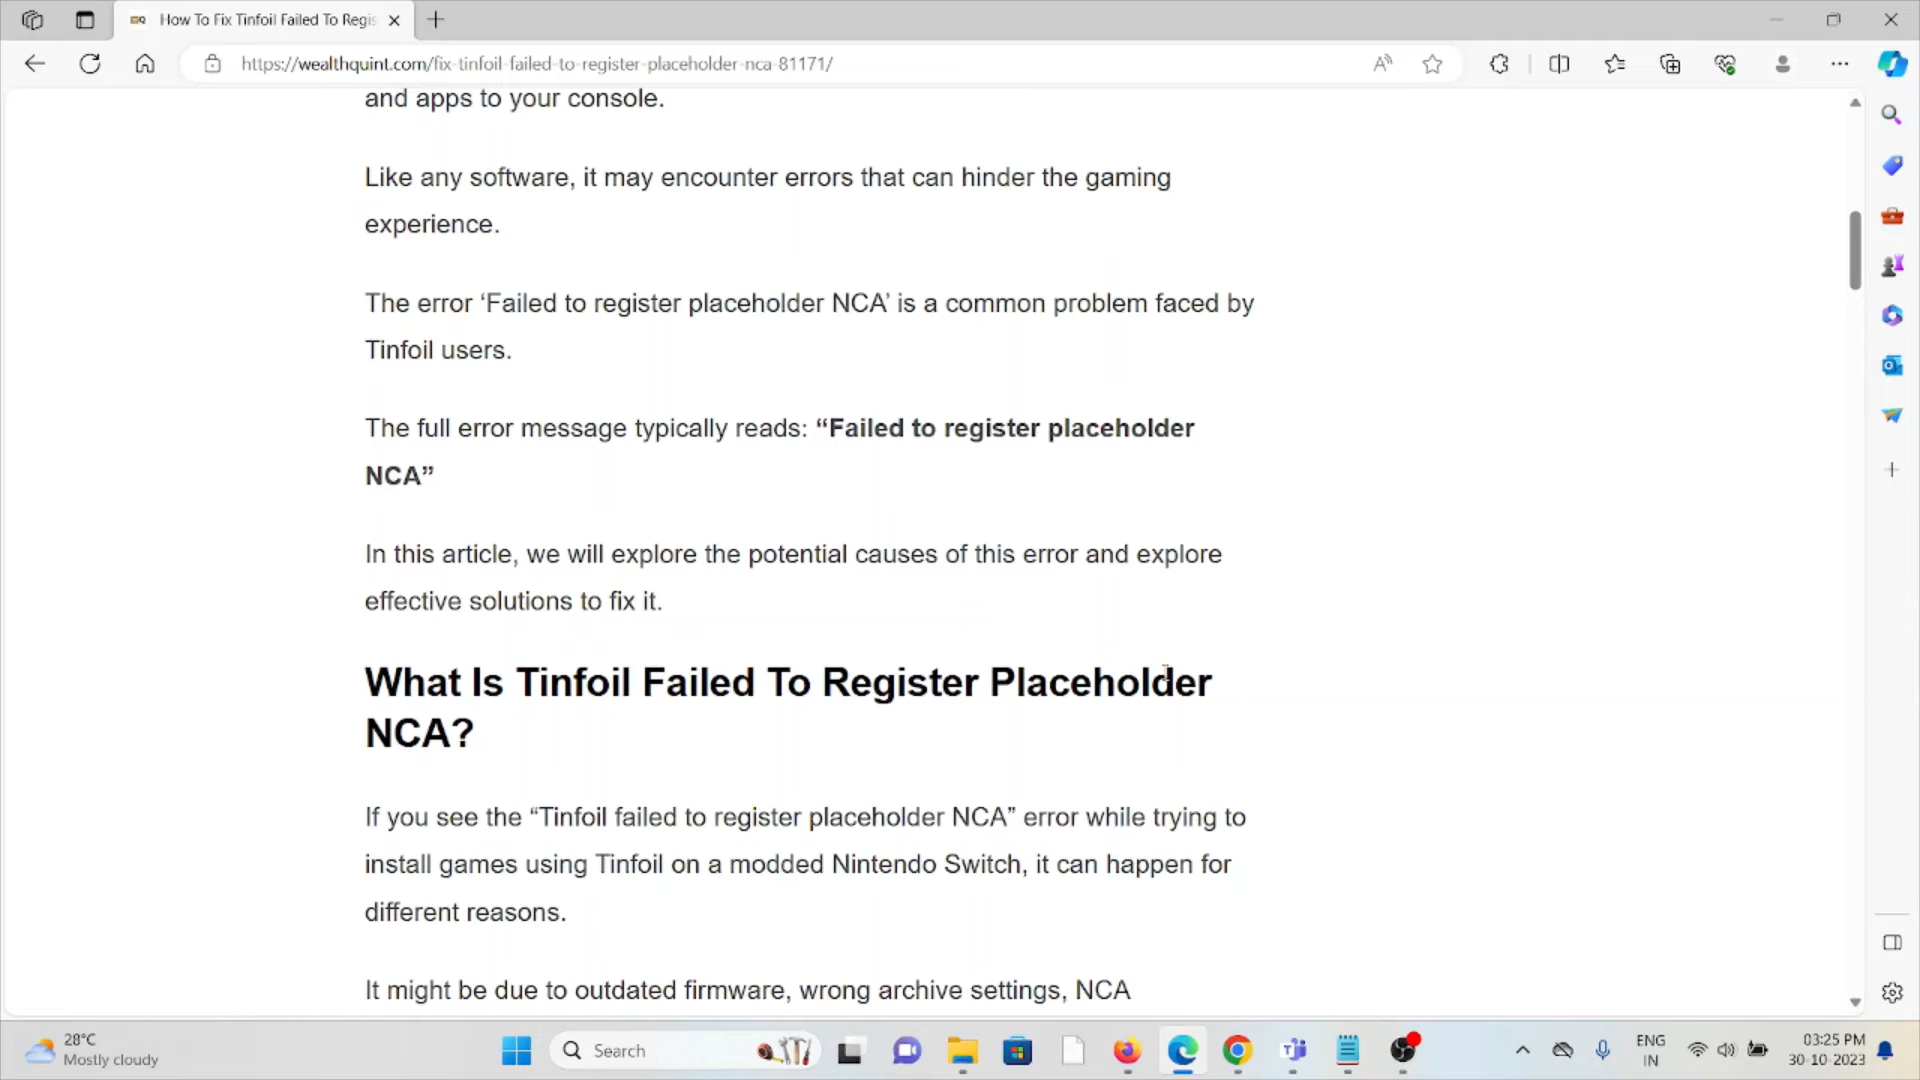 How To Fix Tinfoil Failed To Regis
https://wealthquint.com/fix-tinfoil-failed-to-register-placeholder-nca-81171/
and apps to your console.
Like any software, it may encounter errors that can hinder the gaming
experience.
The error ‘Failed to register placeholder NCA’ is a common problem faced by
Tinfoil users.
The full error message typically reads: “Failed to register placeholder
NCA”
In this article, we will explore the potential causes of this error and explore
effective solutions to fix it.
What Is Tinfoil Failed To Register Placeholder
NCA?
If you see the “Tinfoil failed to register placeholder NCA” error while trying to
install games using Tinfoil on a modded Nintendo Switch, it can happen for
different reasons.
It might be due to outdated firmware, wrong archive settings, NCA
28°C
Mostly cloudy
Search
ENG
IN
03:25 PM
30-10-2023